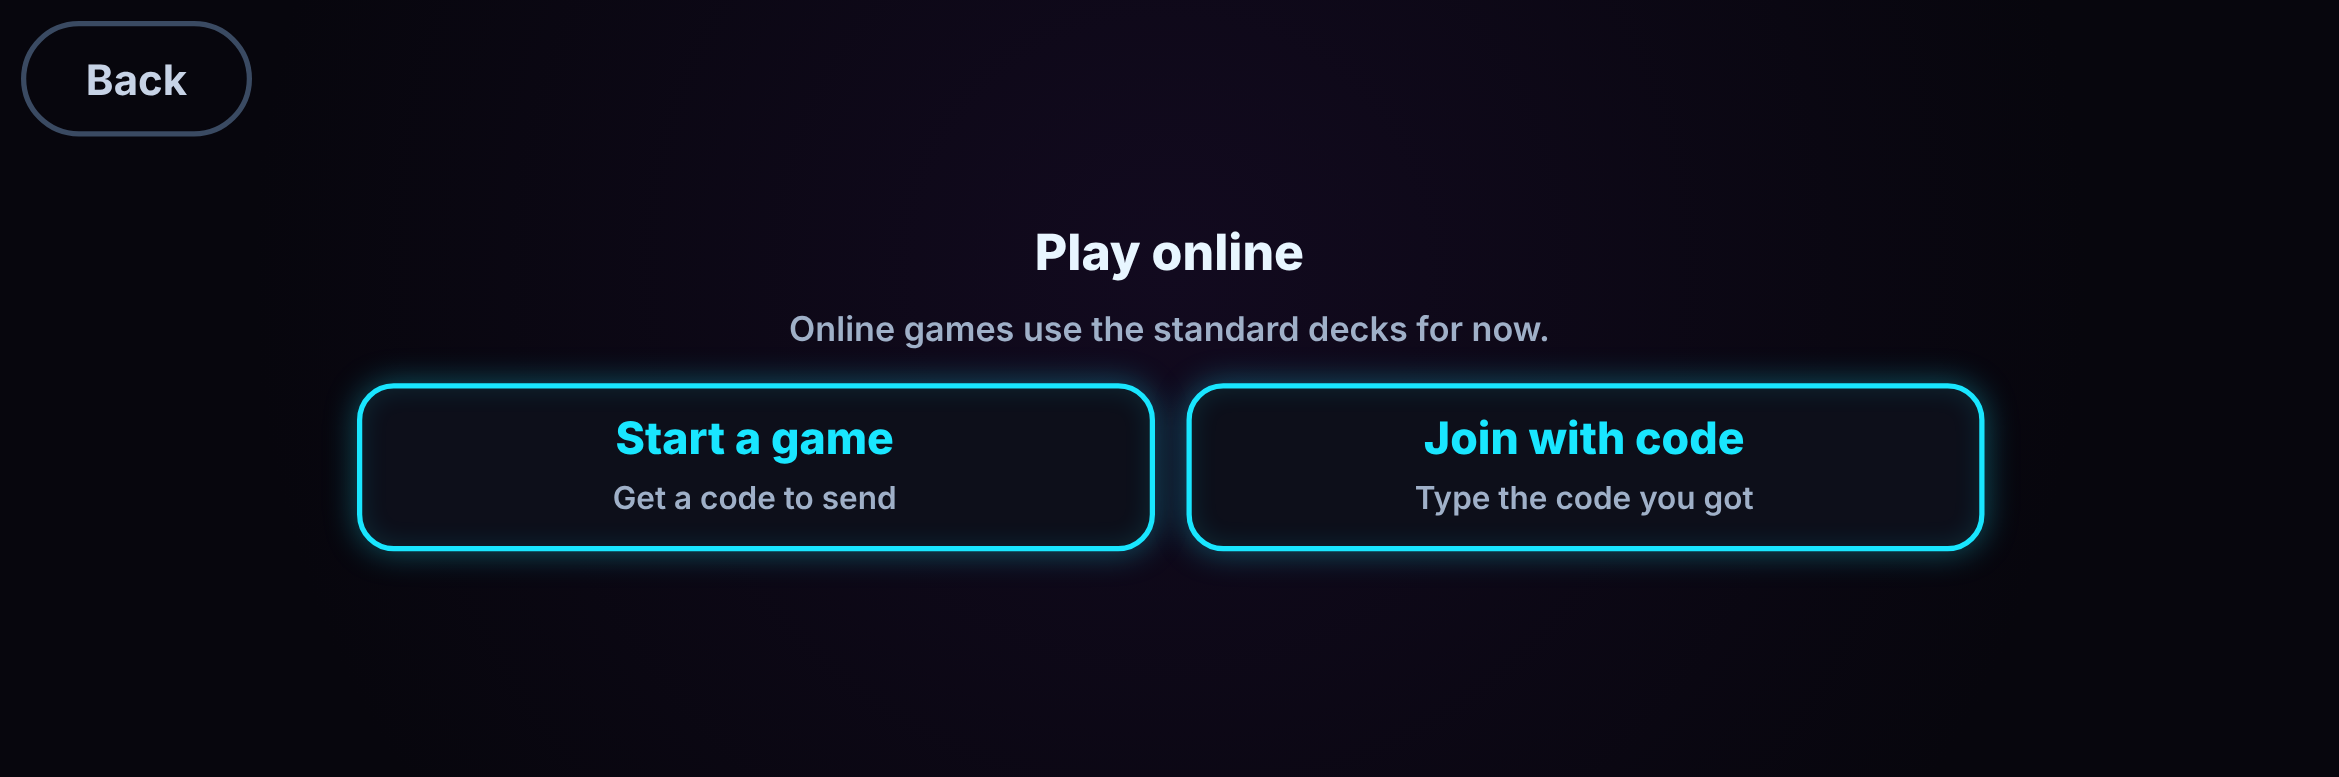 Back
Play online
Online games use the standard decks for now.
Start a game
Get a code to send
Join with code
Type the code you got